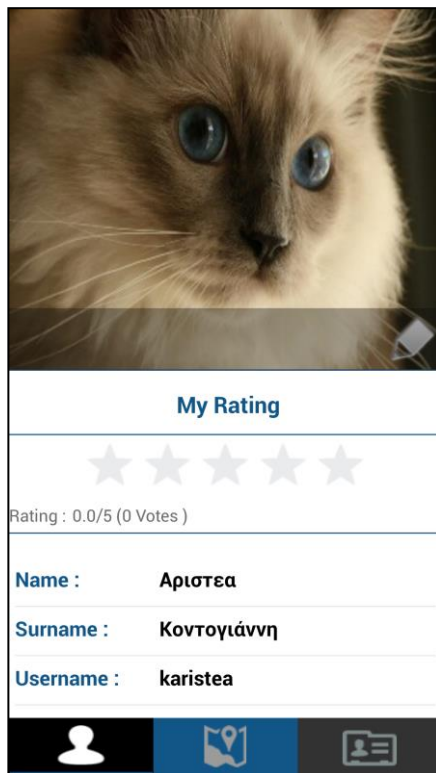 My Rating
Rating : 0.0/5 (0 Votes )
Name : Αριστεα
Surname : Κοντογιάννη
Username : karistea